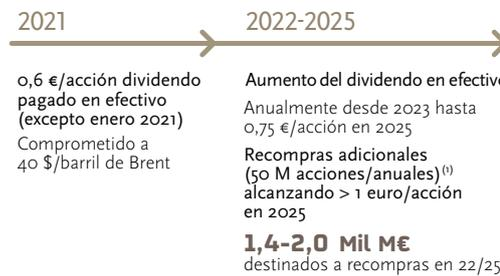 2021
0,6 €/acción dividendo
pagado en efectivo
(excepto enero 2021)
Comprometido a
40 $/barril de Brent
2022-2025
Aumento del dividendo en efectivo
Anualmente desde 2023 hasta
0,75 €/acción en 2025
Recompras adicionales
(50 M acciones/anuales)(1)
alcanzando > 1 euro/acción
en 2025
1,4-2,0 Mil M€
destinados a recompras en 22/25